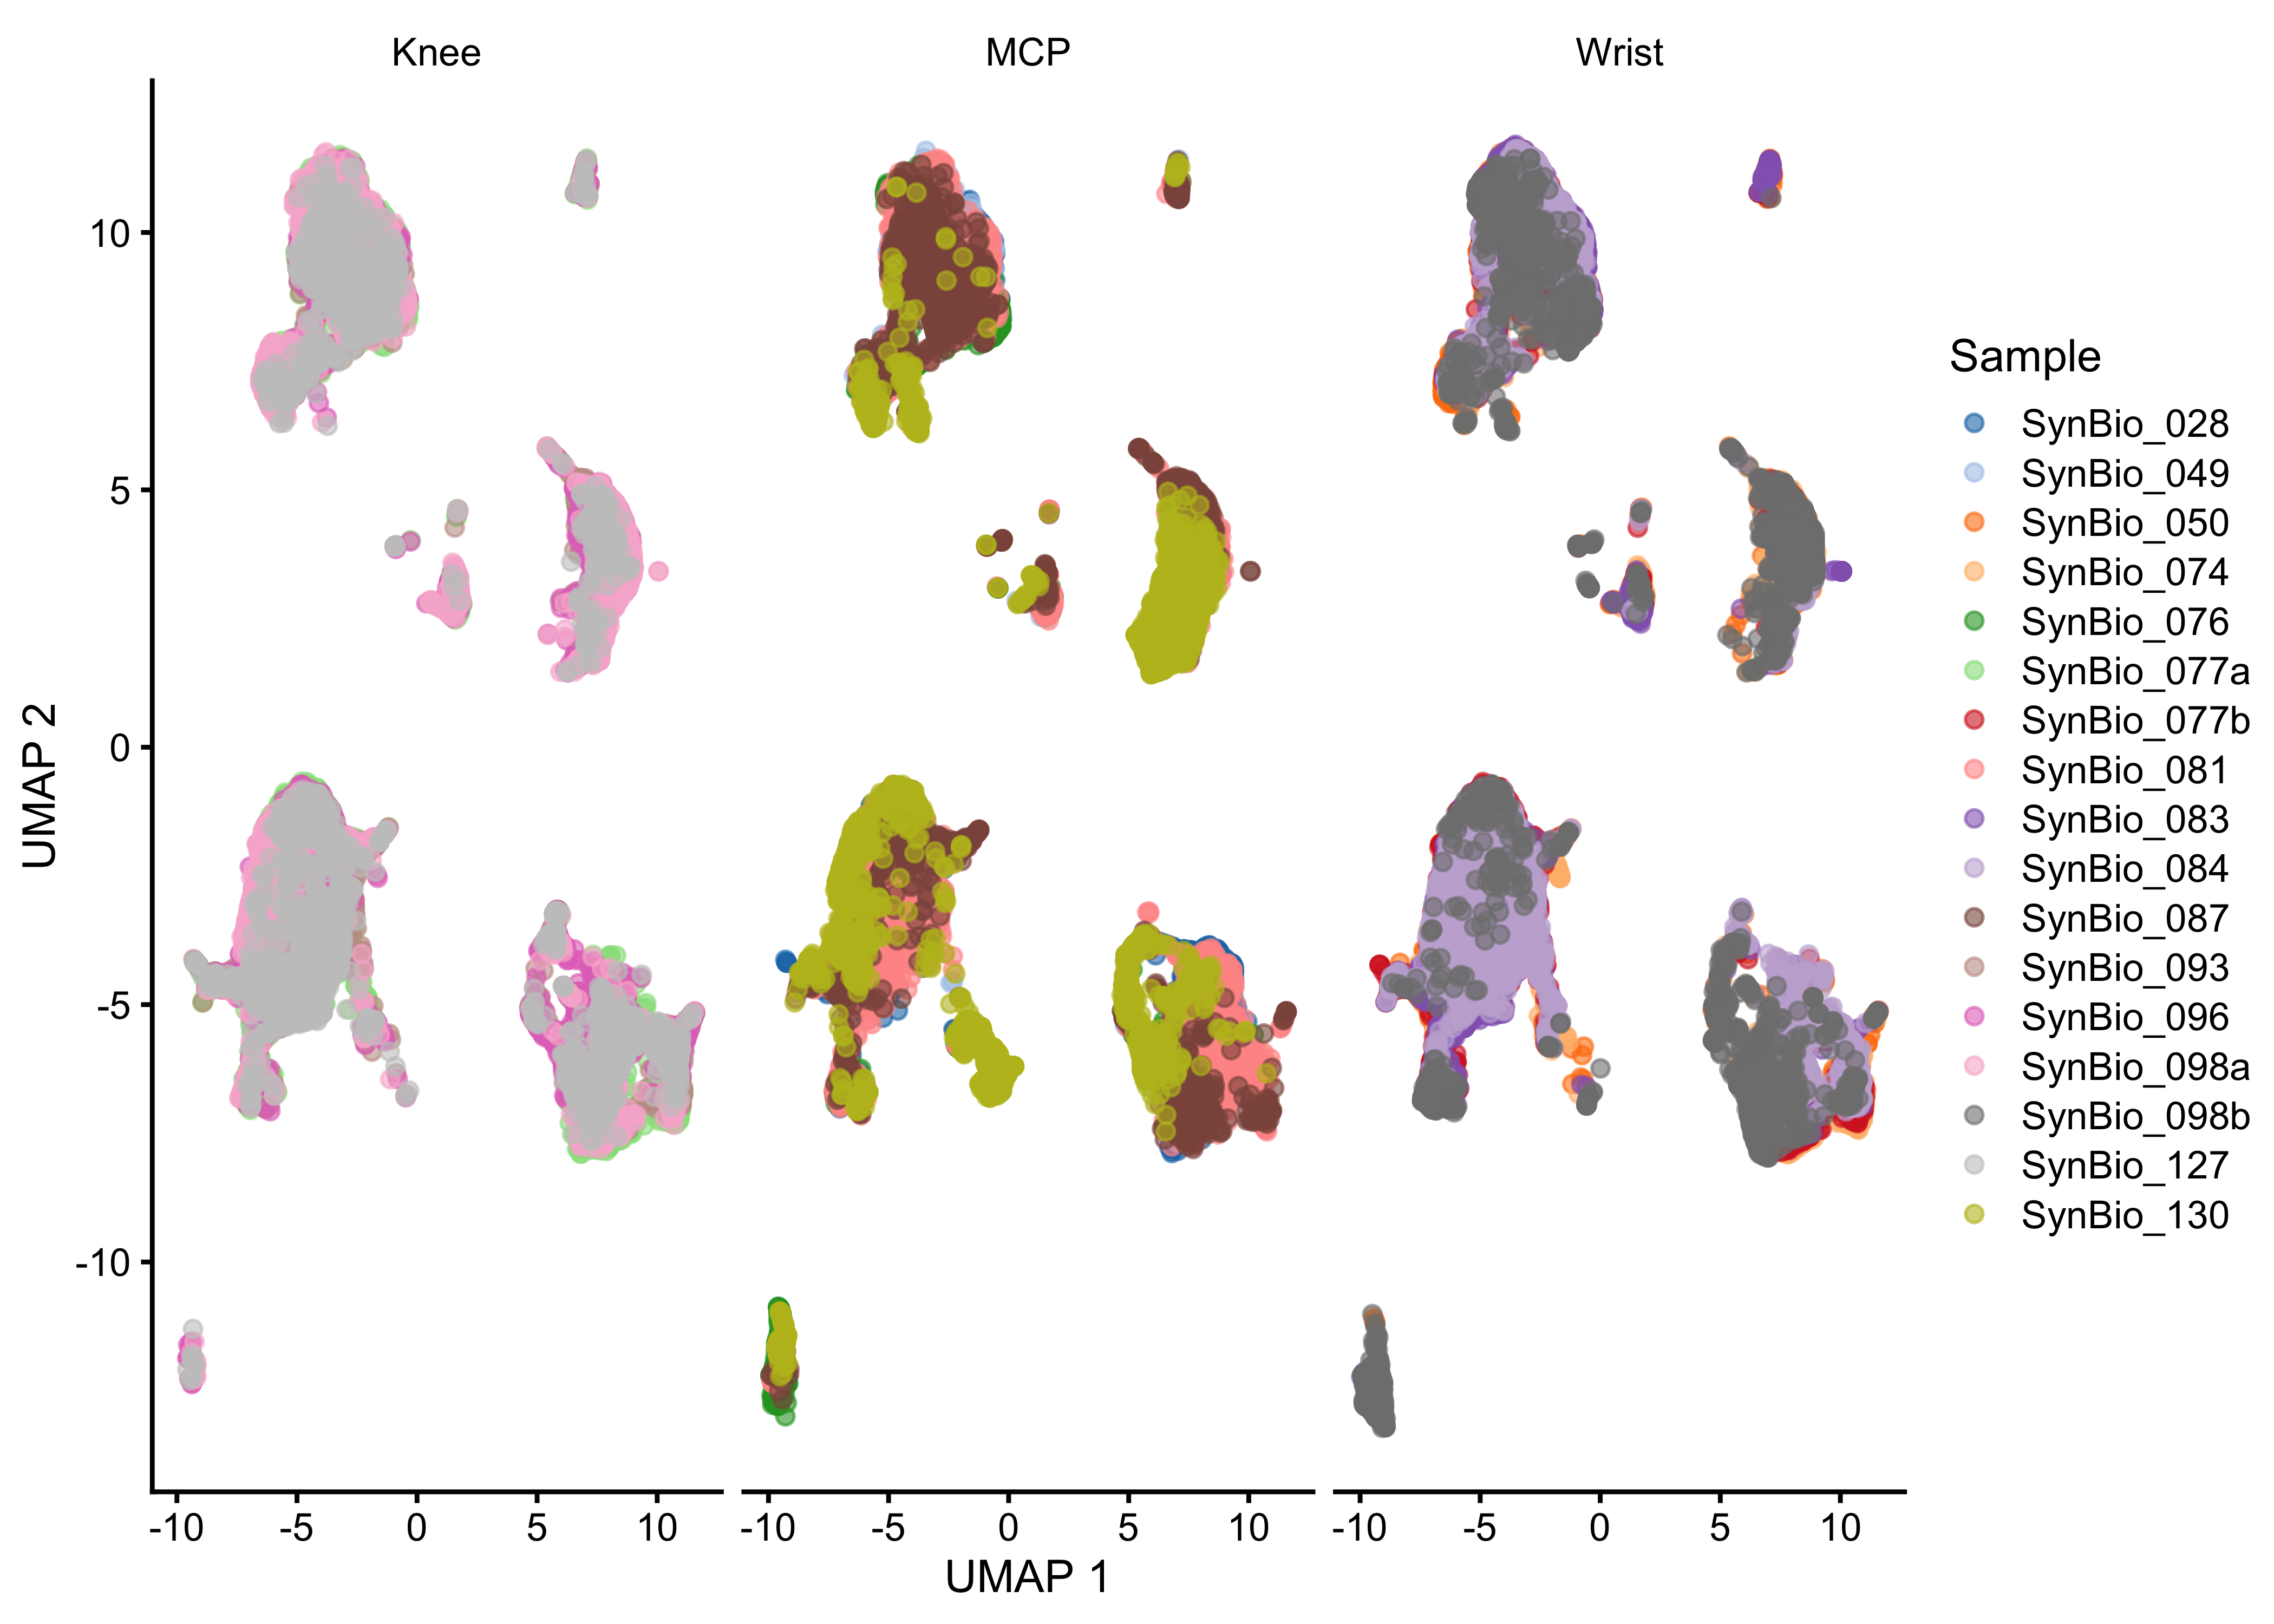 Knee MCP Wrist
10
5
0
-5
-10
UMAP 2
-10 -5 0 5 10 -10 -5 0 5 10 -10 -5 0 5 10
UMAP 1
Sample
SynBio_028
SynBio_049
SynBio_050
SynBio_074
SynBio_076
SynBio_077a
SynBio_077b
SynBio_081
SynBio_083
SynBio_084
SynBio_087
SynBio_093
SynBio_096
SynBio_098a
SynBio_098b
SynBio_127
SynBio_130